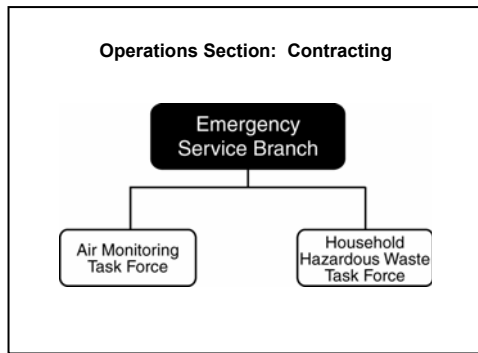 Operations Section:  Contracting
Emergency
Service Branch
Air Monitoring
Task Force
Household
Hazardous Waste
Task Force